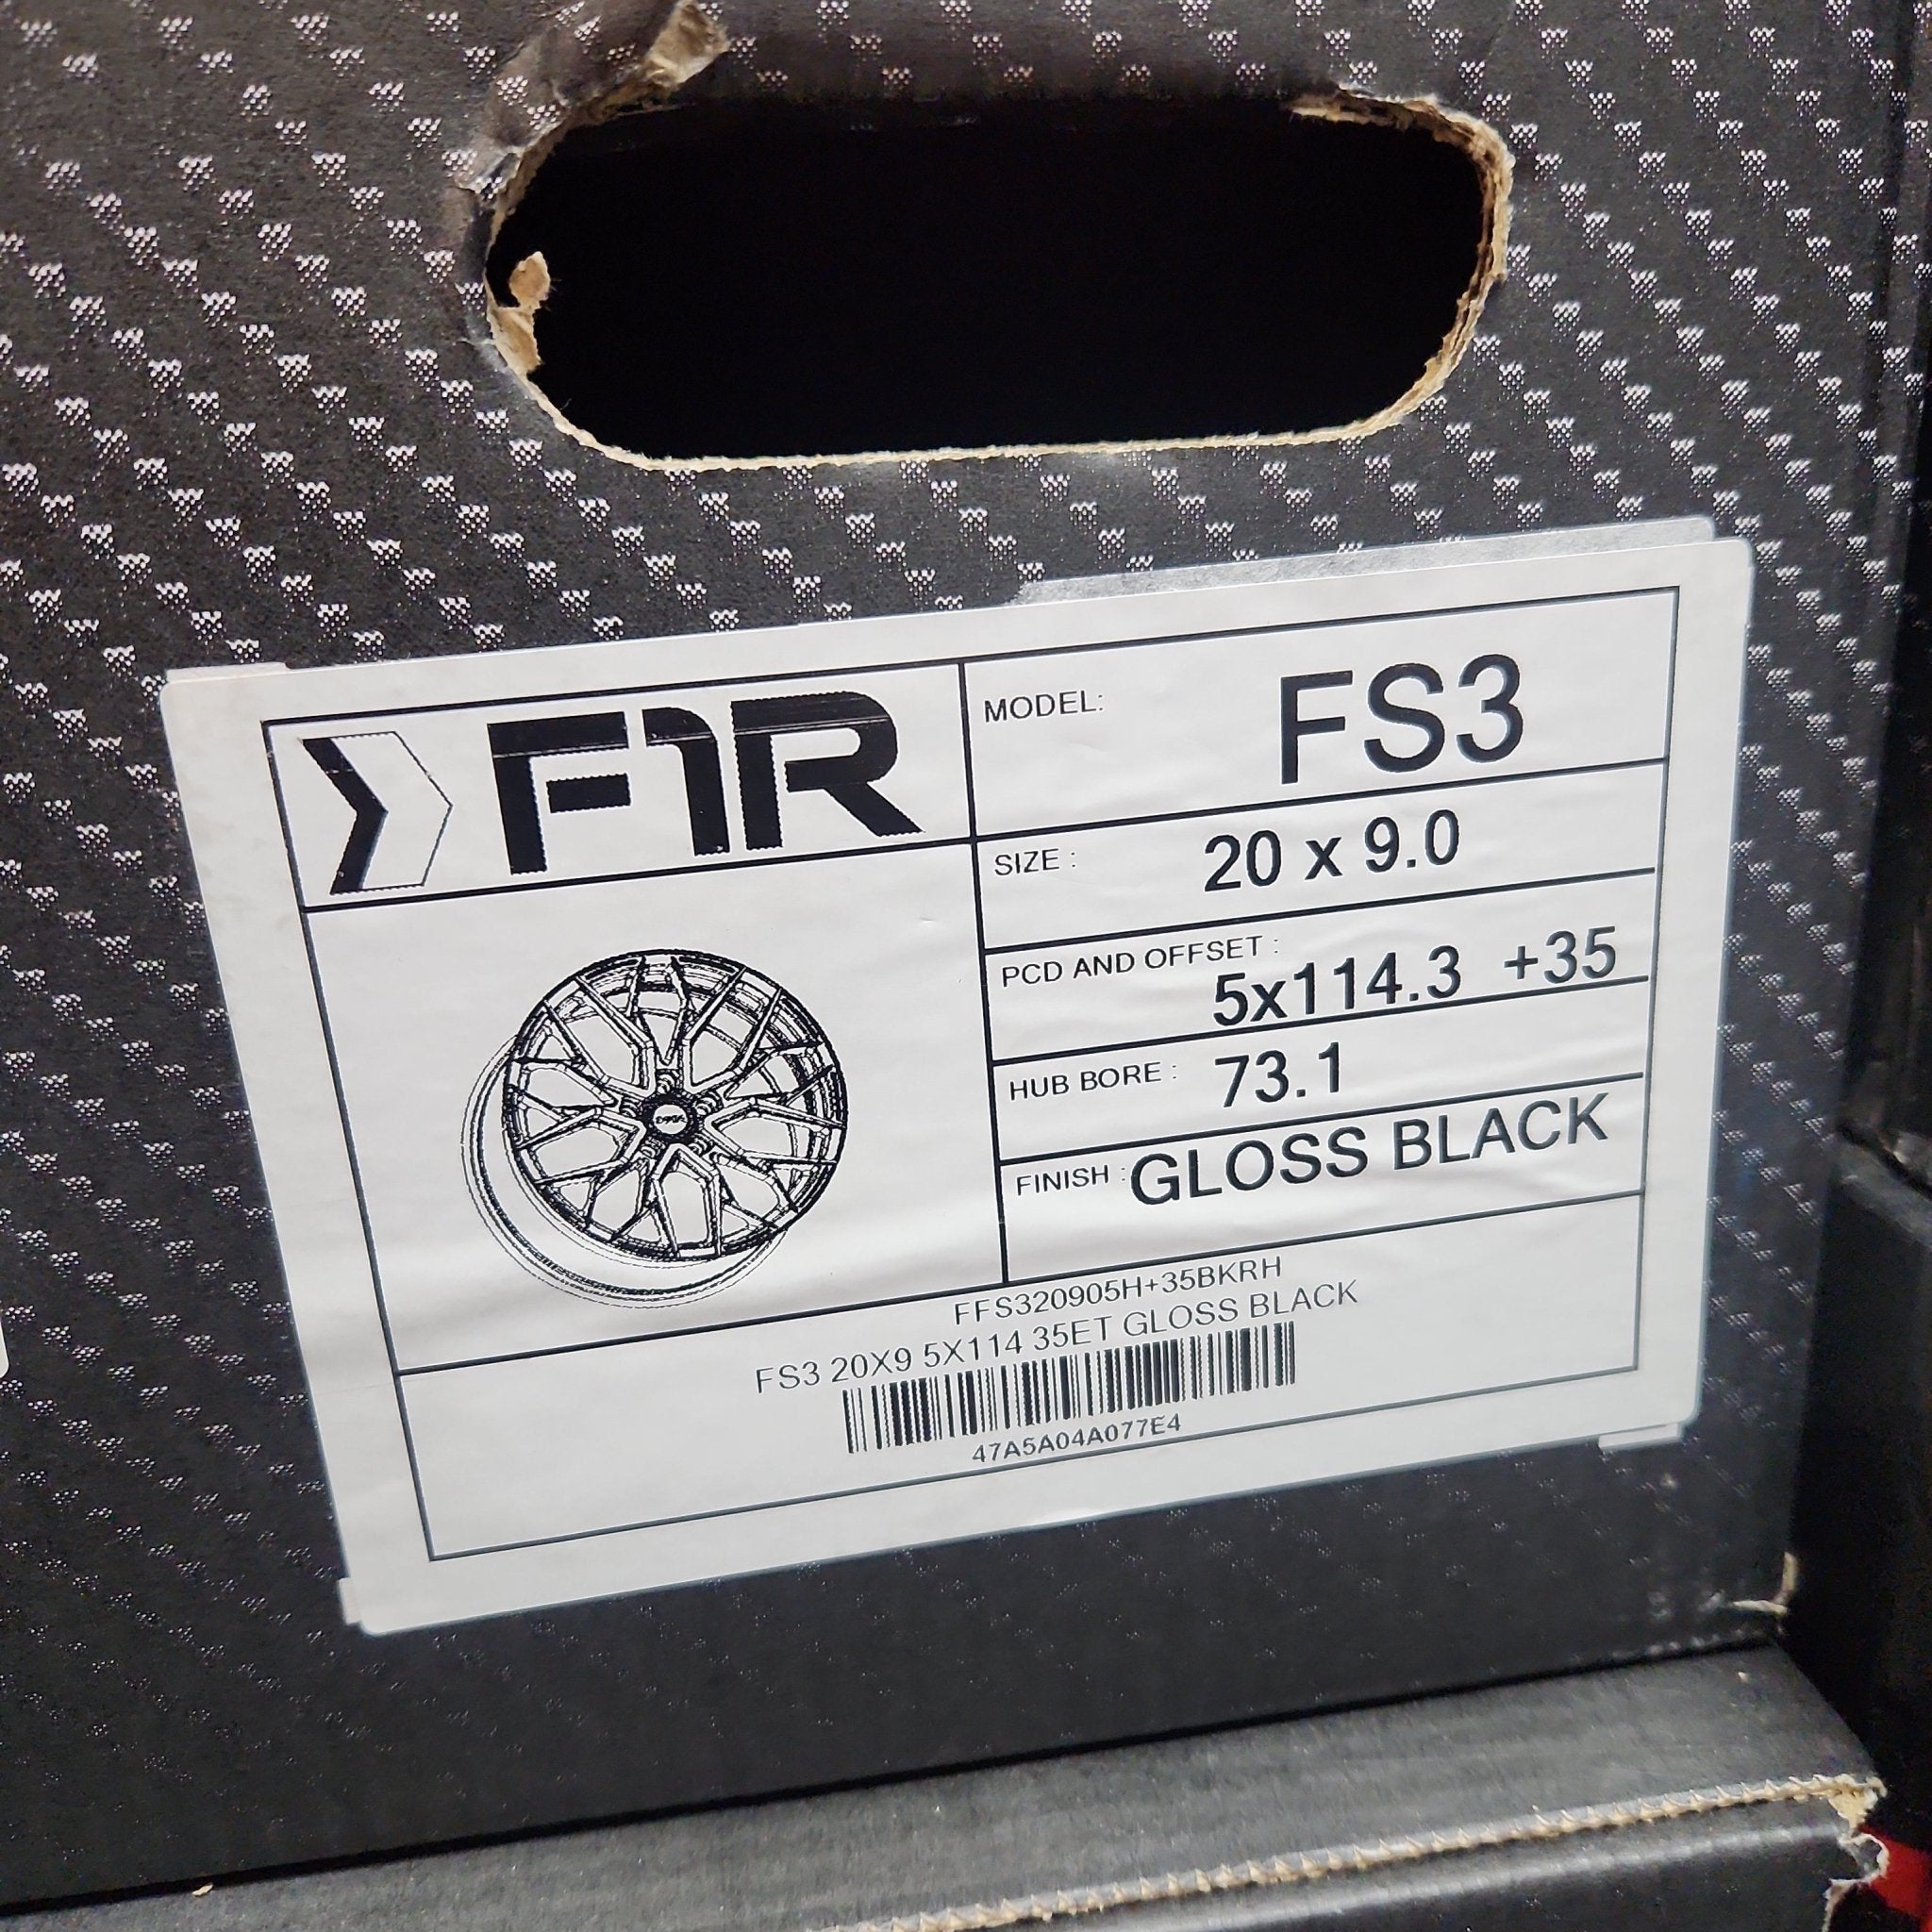 F1R
MODEL: FS3
SIZE : 20 x 9.0
PCD AND OFFSET : 5x114.3 +35
HUB BORE : 73.1
FINISH : GLOSS BLACK
FFS320905H+35BKRH
FS3 20X9 5X114 35ET GLOSS BLACK
47A5A04A077E4